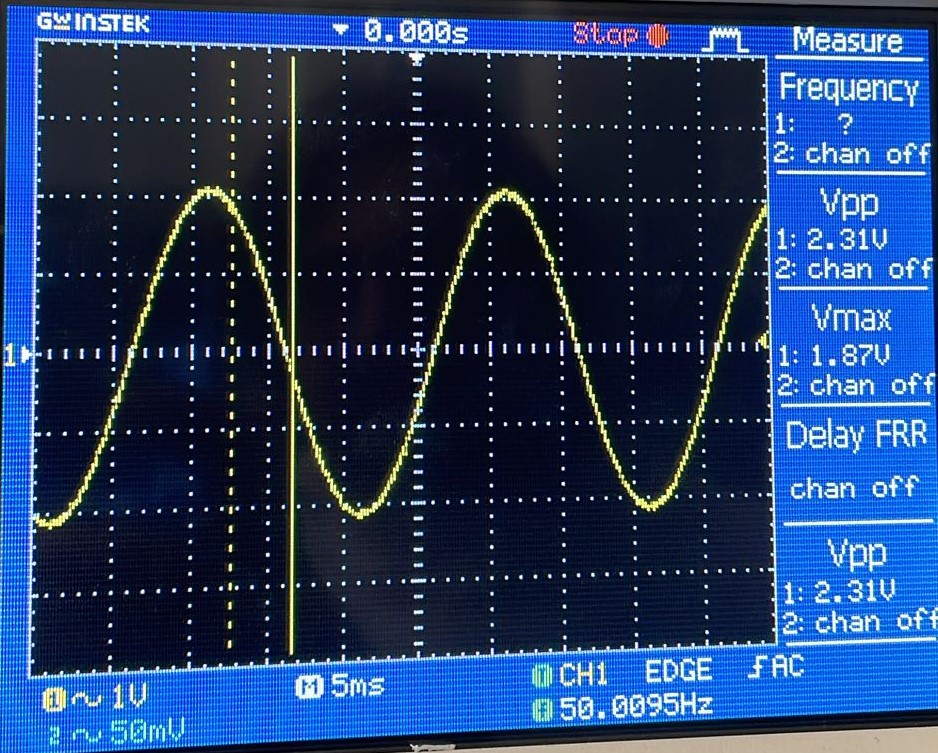 GW INSTEK
0.000s
Stop
Measure
Frequency
1: ?
2: chan off
Vpp
1: 2.31V
2: chan off
Vmax
1: 1.87V
2: chan off
Delay FRR
chan off
Vpp
1: 2.31V
2: chan off
1
1 ~ 1V
M 5ms
T CH1 EDGE ƒAC
2 ~ 50mV
F 50.0095Hz